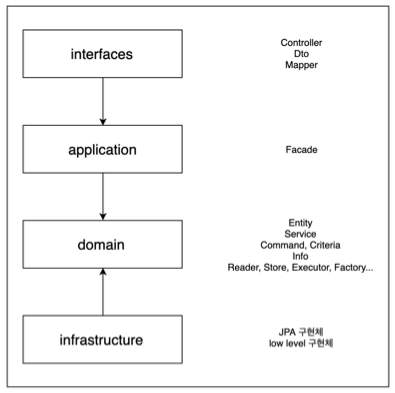 interfaces
Controller
Dto
Mapper
application
Facade
domain
Entity
Service
Command, Criteria
Info
Reader, Store, Executor, Factory...
infrastructure
JPA 구현체
low level 구현체